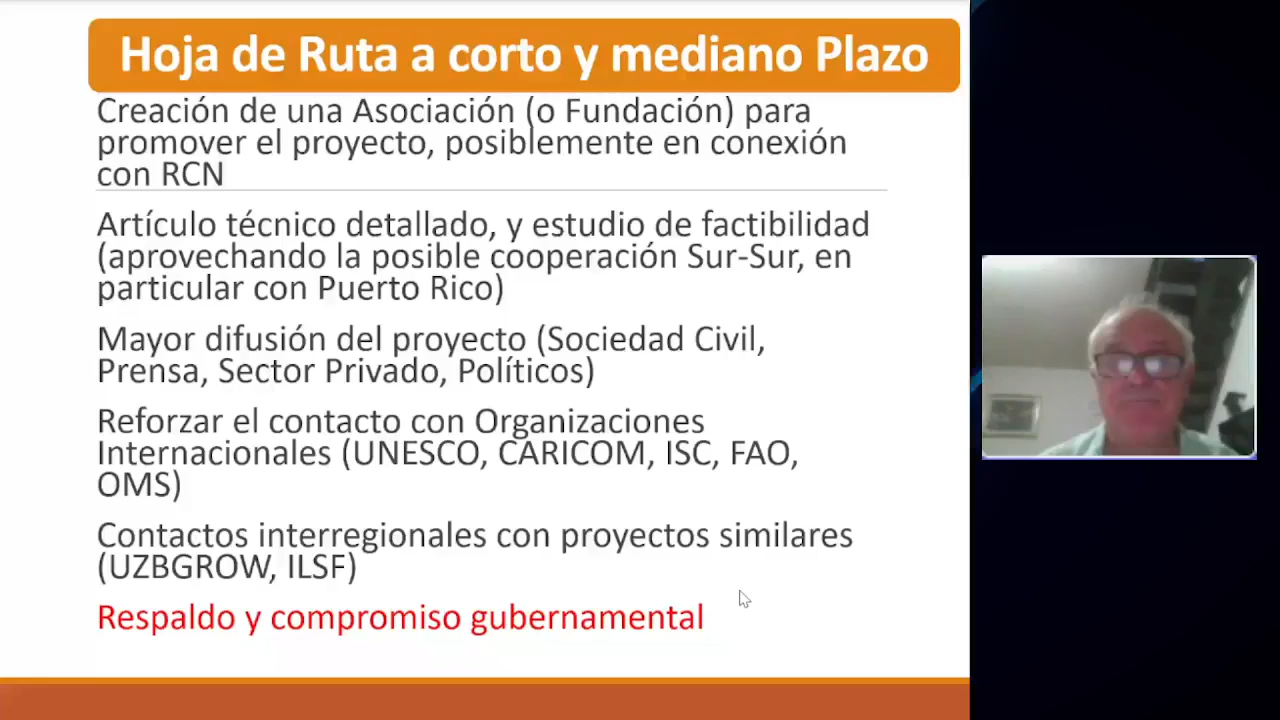 Hoja de Ruta a corto y mediano Plazo
Creación de una Asociación (o Fundación) para
promover el proyecto, posiblemente en conexión
con RCN
Artículo técnico detallado, y estudio de factibilidad
(aprovechando la posible cooperación Sur-Sur, en
particular con Puerto Rico)
Mayor difusión del proyecto (Sociedad Civil,
Prensa, Sector Privado, Políticos)
Reforzar el contacto con Organizaciones
Internacionales (UNESCO, CARICOM, ISC, FAO,
OMS)
Contactos interregionales con proyectos similares
(UZBGROW, ILSF)
Respaldo y compromiso gubernamental